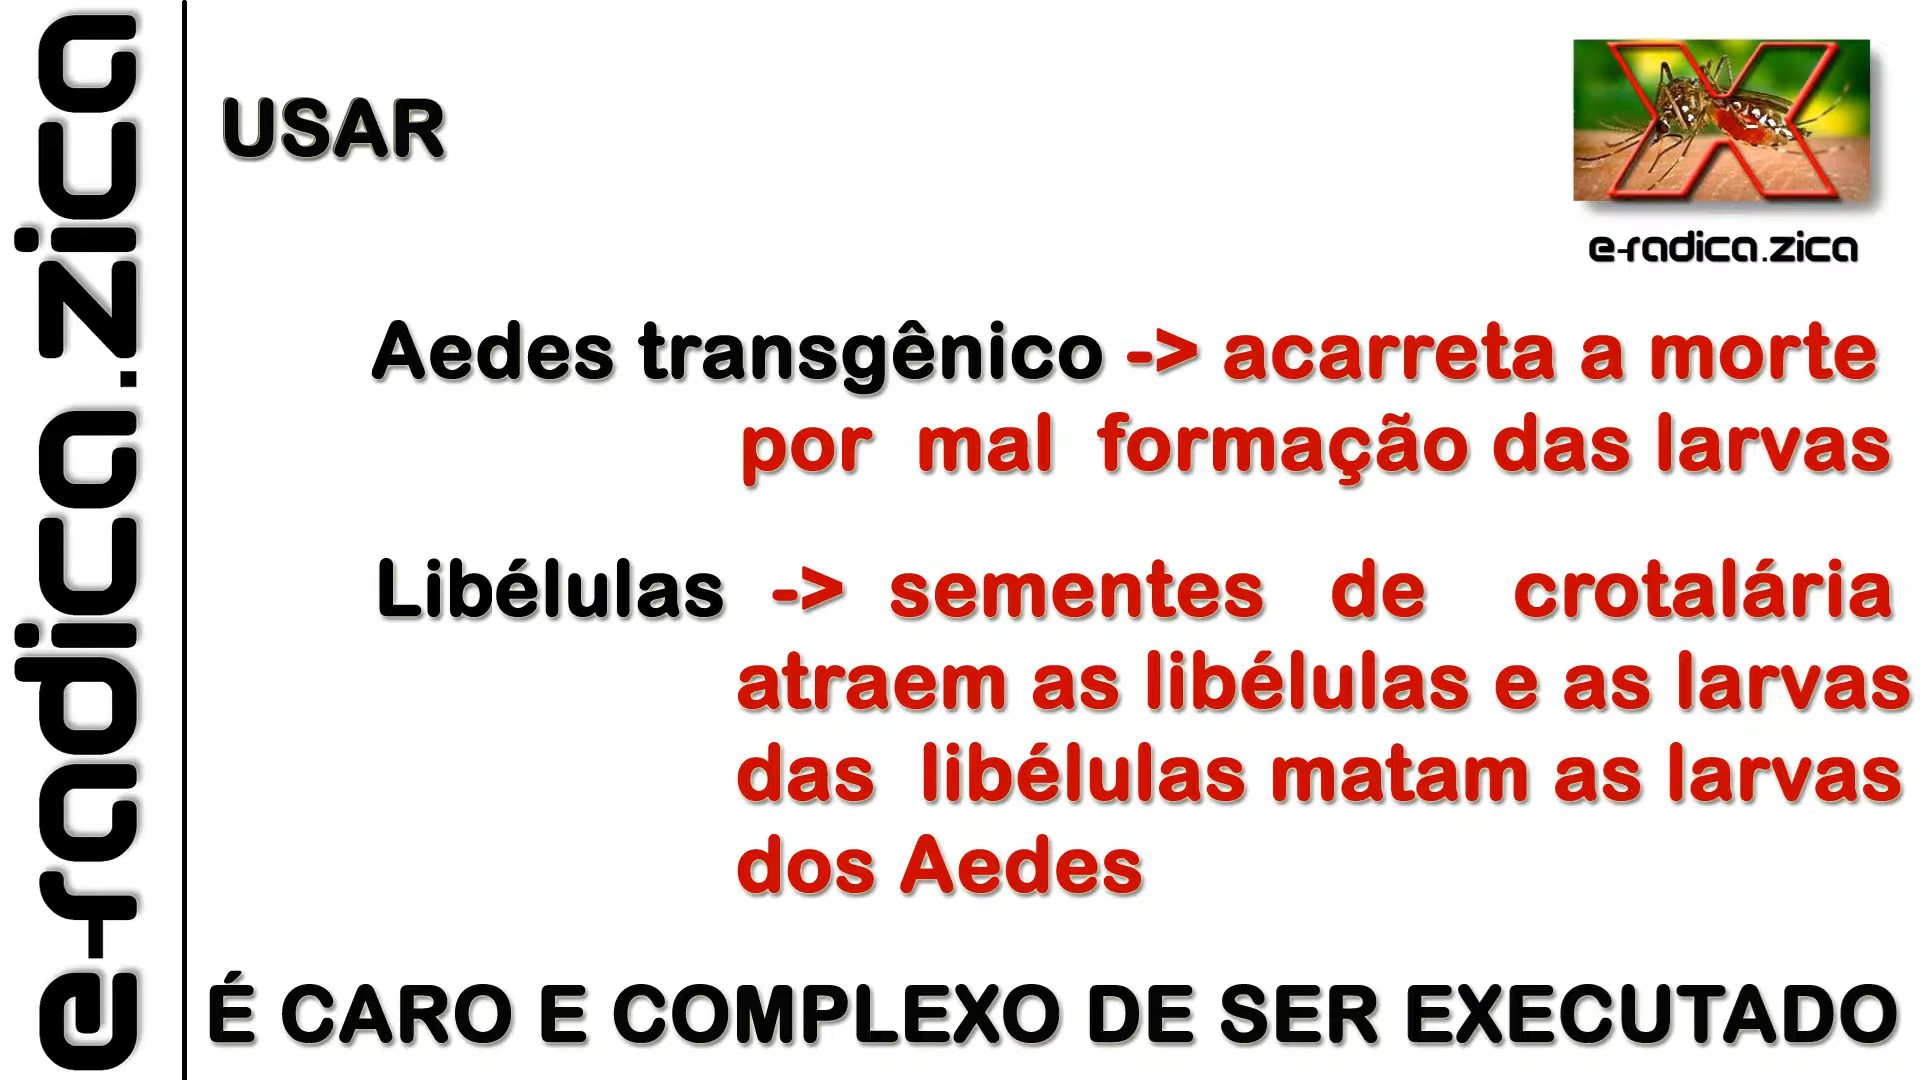 e-radica.zica
USAR
e-radica.zica
Aedes transgênico -> acarreta a morte
por mal formação das larvas
Libélulas -> sementes de crotalária
atraem as libélulas e as larvas
das libélulas matam as larvas
dos Aedes
É CARO E COMPLEXO DE SER EXECUTADO